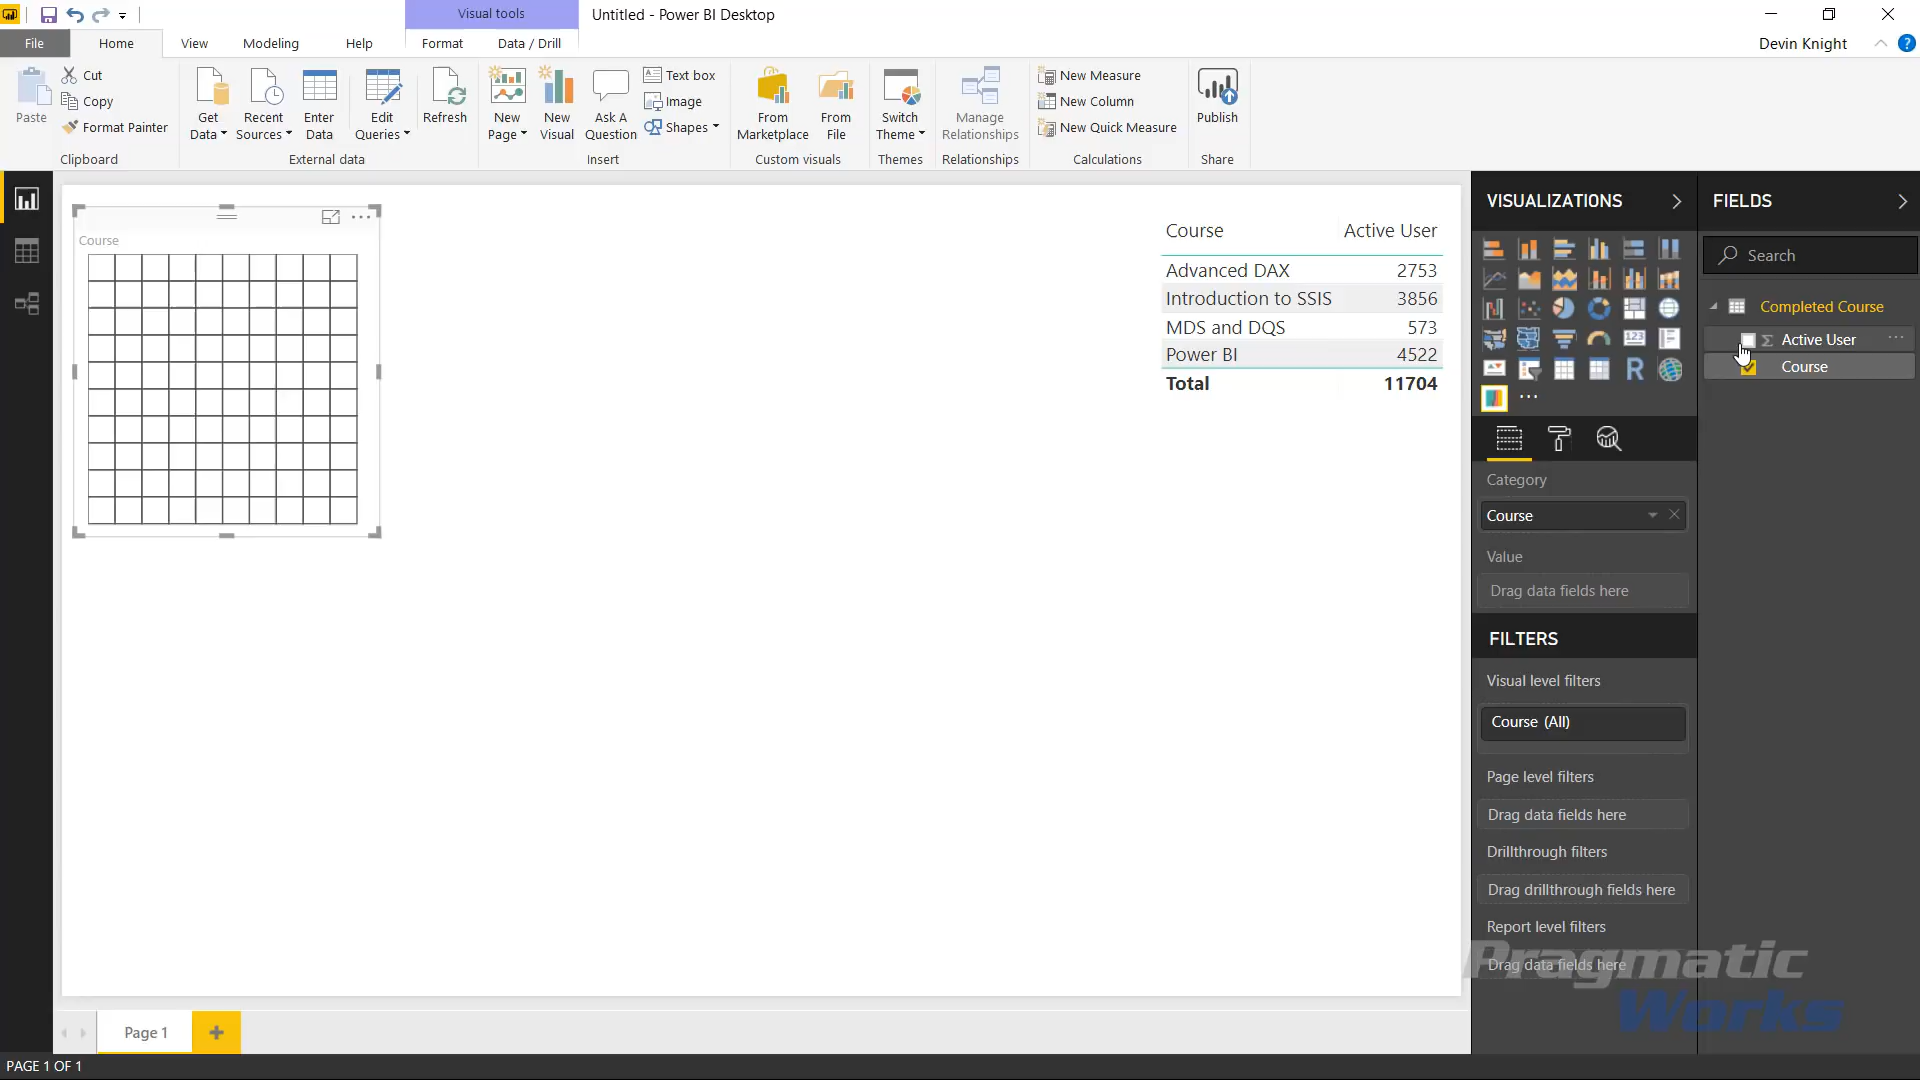 Visual tools
Untitled - Power BI Desktop
File Home View Modeling Help Format Data / Drill Devin Knight ?
Paste
Cut
Copy
Format Painter
Clipboard
Get Data
Recent Sources
Enter Data
Edit Queries
Refresh
External data
New Page
New Visual
Ask A Question
Text box
Image
Shapes
Insert
From Marketplace
From File
Custom visuals
Switch Theme
Themes
Manage Relationships
Relationships
New Measure
New Column
New Quick Measure
Calculations
Publish
Share
Course
Course Active User
Advanced DAX 2753
Introduction to SSIS 3856
MDS and DQS 573
Power BI 4522
Total 11704
VISUALIZATIONS
123
R
Category
Course
Value
Drag data fields here
FILTERS
Visual level filters
Course (All)
Page level filters
Drag data fields here
Drillthrough filters
Drag drillthrough fields here
Report level filters
Drag data fields here
FIELDS
Search
Completed Course
Σ Active User
Course
Pragmatic
Works
Page 1
PAGE 1 OF 1